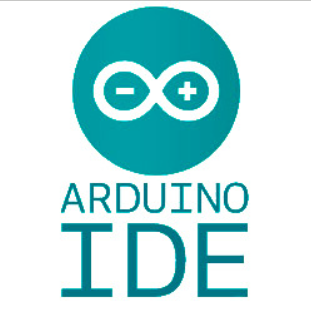 - +
ARDUINO
IDE